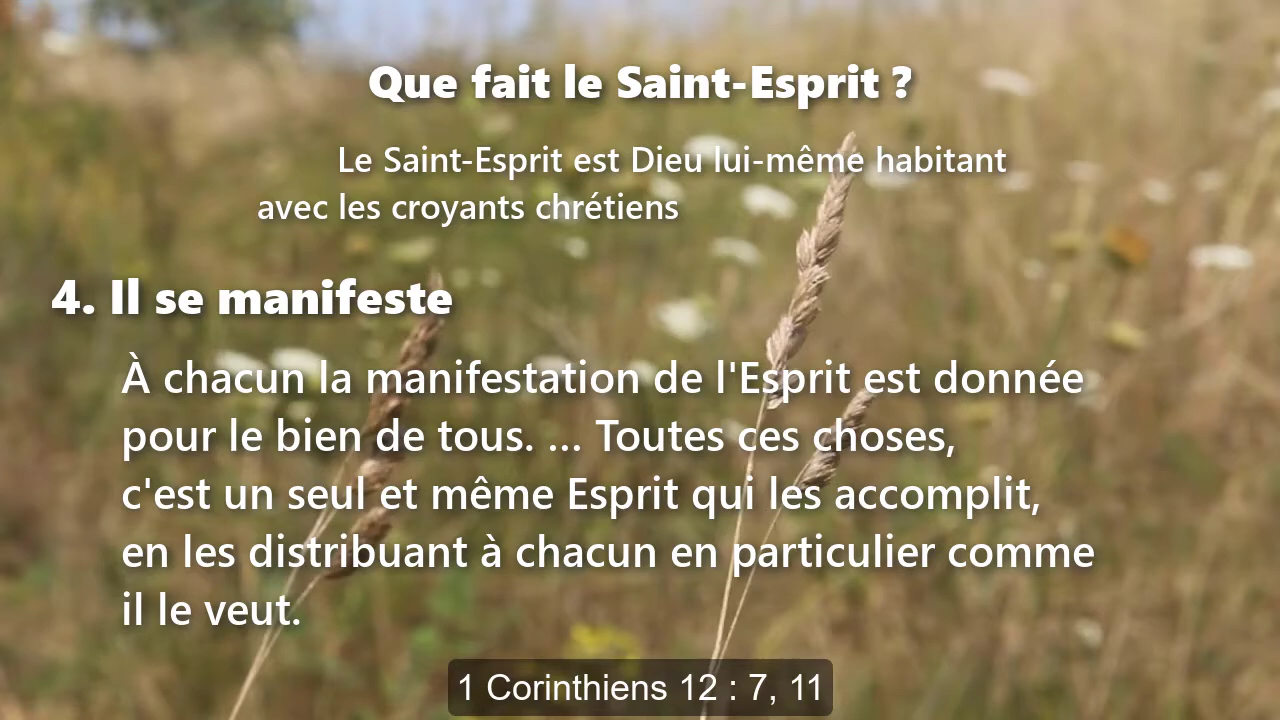 Que fait le Saint-Esprit ?
Le Saint-Esprit est Dieu lui-même habitant
avec les croyants chrétiens
4. Il se manifeste
À chacun la manifestation de l'Esprit est donnée
pour le bien de tous. ... Toutes ces choses,
c'est un seul et même Esprit qui les accomplit,
en les distribuant à chacun en particulier comme
il le veut.
1 Corinthiens 12 : 7, 11